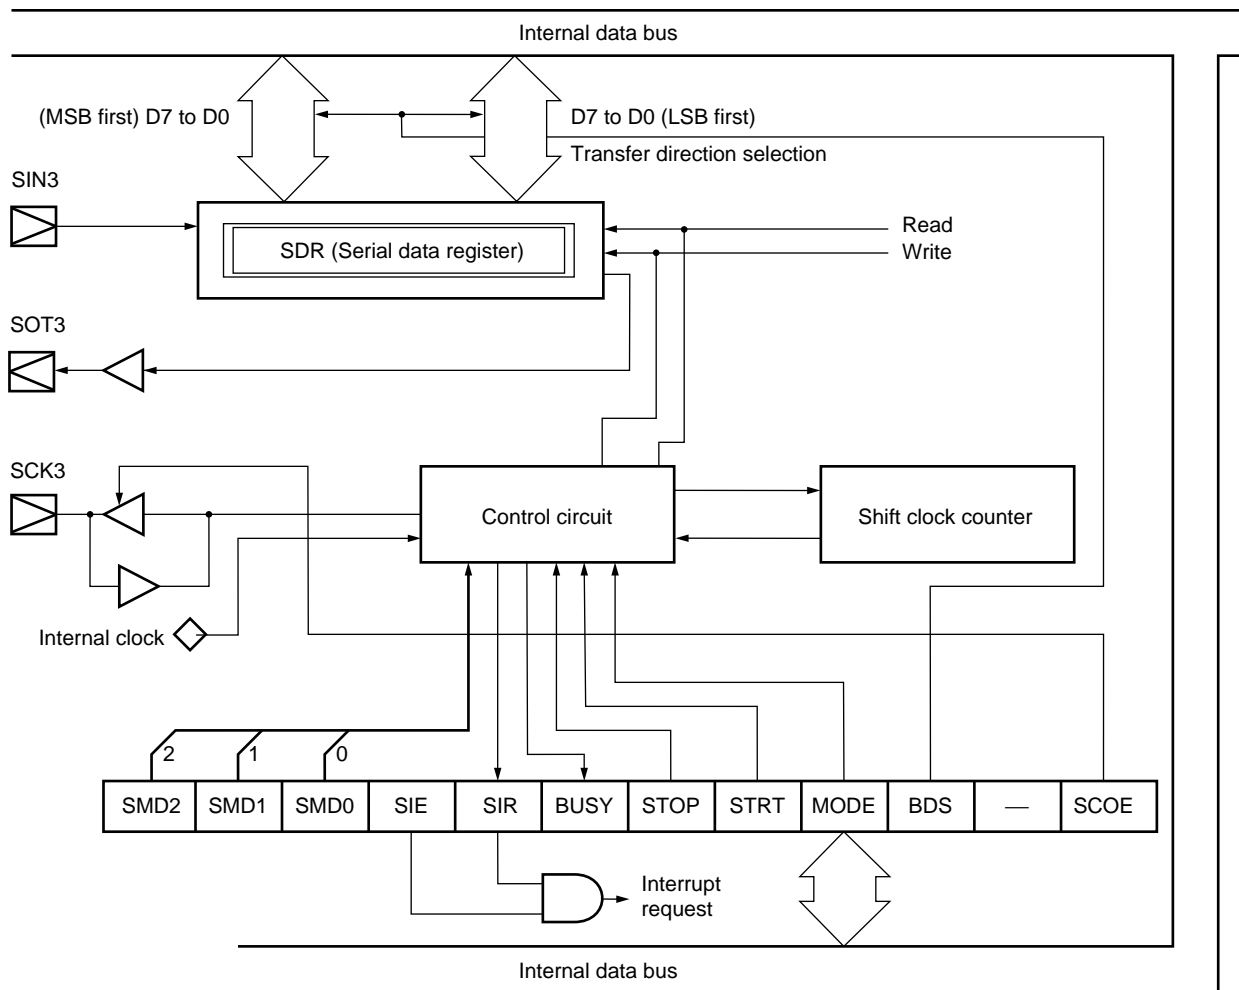 Internal data bus
(MSB first) D7 to D0
D7 to D0 (LSB first)
Transfer direction selection
SIN3
SDR (Serial data register)
Read
Write
SOT3
SCK3
Control circuit
Shift clock counter
Internal clock
2 1 0
SMD2 SMD1 SMD0 SIE SIR BUSY STOP STRT MODE BDS — SCOE
Interrupt
request
Internal data bus